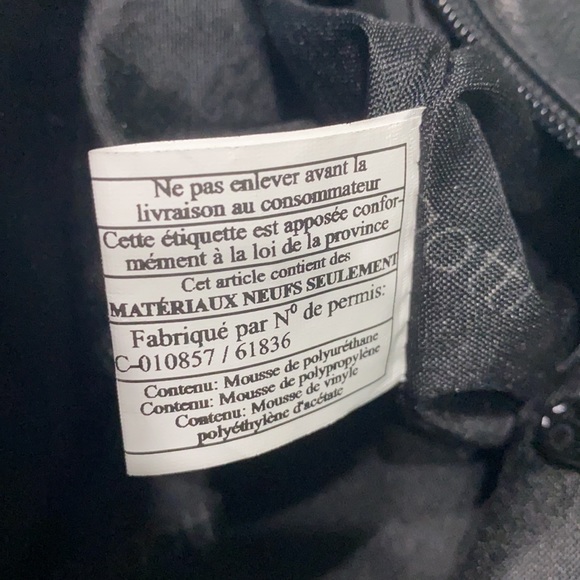 Ne pas enlever avant la
livraison au consommateur
Cette étiquette est apposée confor-
mément à la loi de la province
Cet article contient des
MATÉRIAUX NEUFS SEULEMENT
Fabriqué par Nº de permis:
C-010857 / 61836
Contenu: Mousse de polyuréthane
Contenu: Mousse de polypropylène
Contenu: Mousse de vinyle
polyéthylène d'acétate